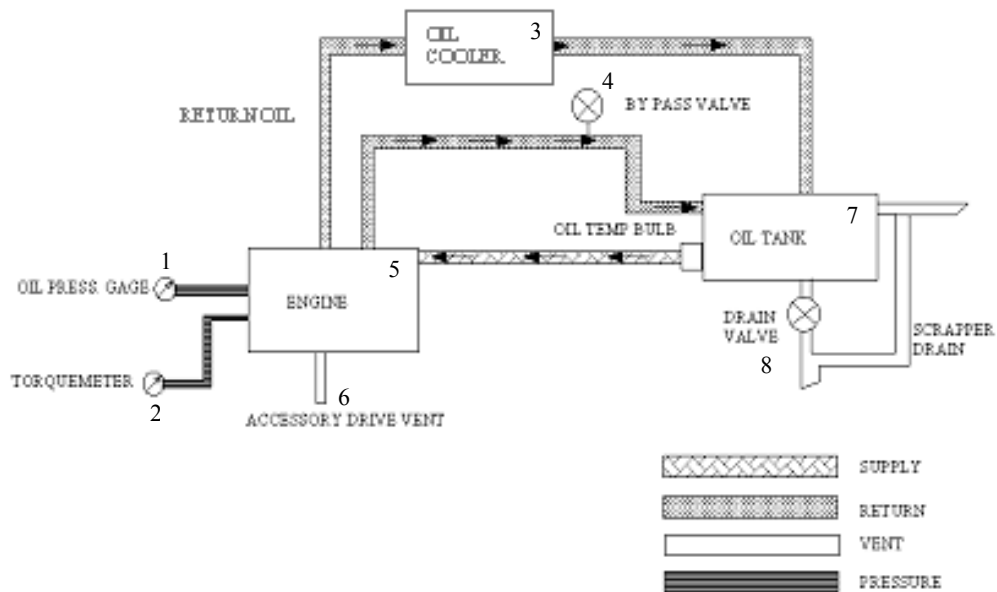 OIL
COOLER
3
4
BY PASS VALVE
RETURN OIL
7
OIL TEMP BULB
OIL TANK
1
5
OIL PRESS. GAGE
ENGINE
DRAIN
VALVE
SCRAPPER
DRAIN
8
TORQUEMETER
2
6
ACCESSORY DRIVE VENT
SUPPLY
RETURN
VENT
PRESSURE